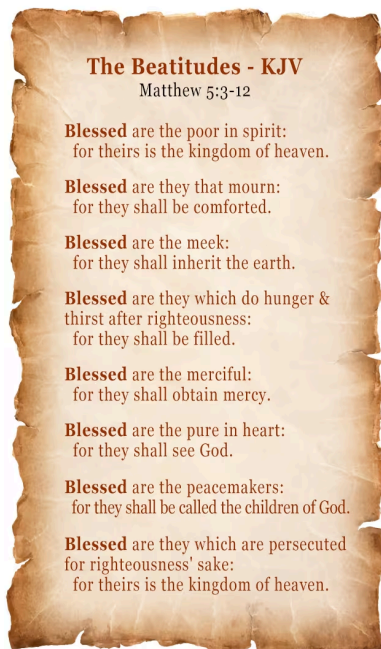 The Beatitudes - KJV
Matthew 5:3-12
Blessed are the poor in spirit:
for theirs is the kingdom of heaven.
Blessed are they that mourn:
for they shall be comforted.
Blessed are the meek:
for they shall inherit the earth.
Blessed are they which do hunger &
thirst after righteousness:
for they shall be filled.
Blessed are the merciful:
for they shall obtain mercy.
Blessed are the pure in heart:
for they shall see God.
Blessed are the peacemakers:
for they shall be called the children of God.
Blessed are they which are persecuted
for righteousness' sake:
for theirs is the kingdom of heaven.